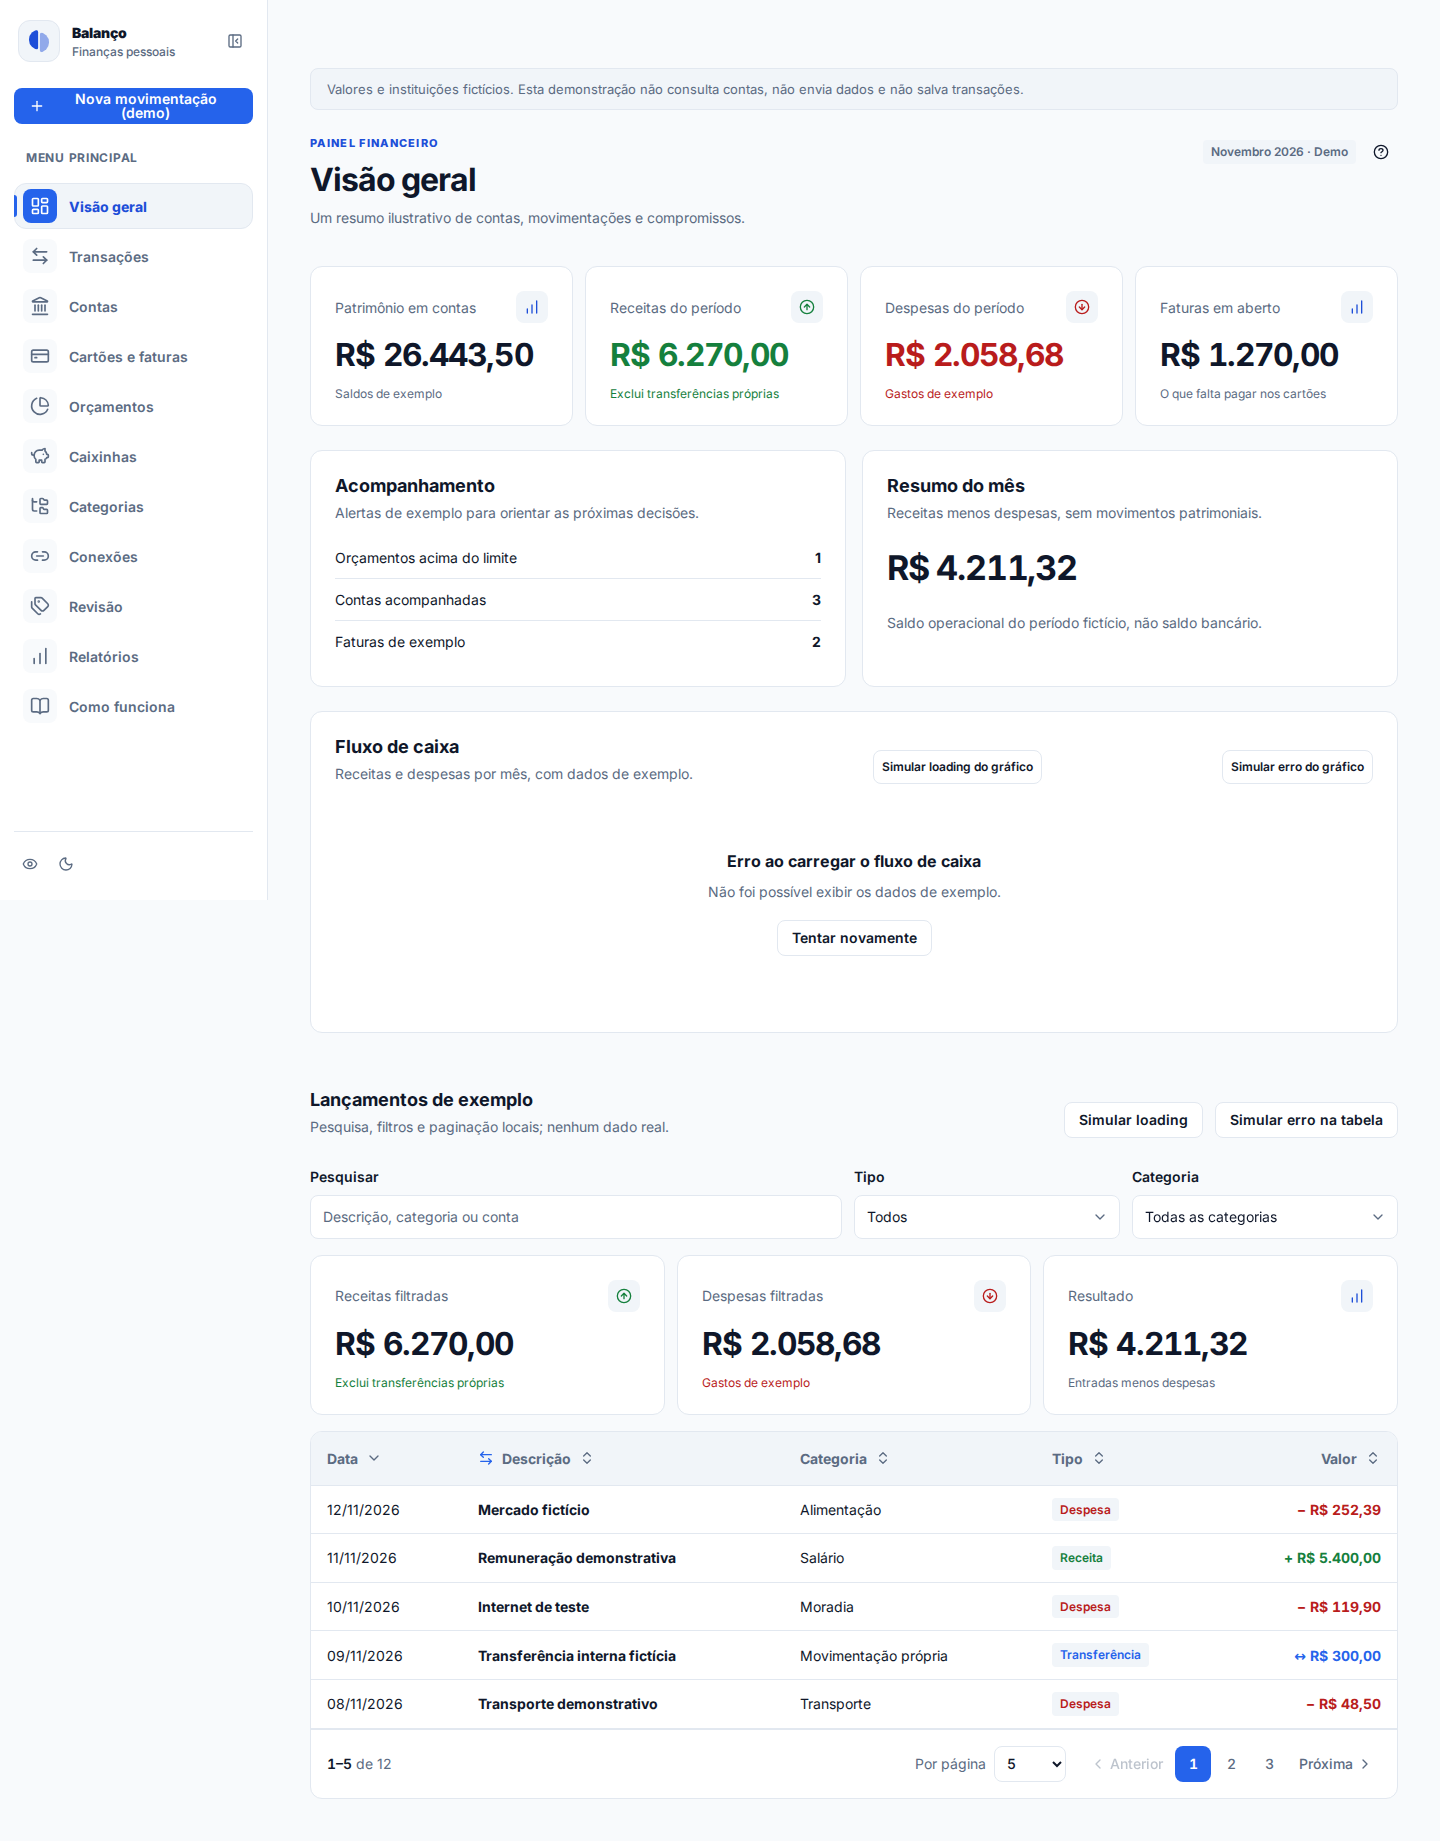 Balanço
Finanças pessoais
Nova movimentação
(demo)
MENU PRINCIPAL
Visão geral
Transações
Contas
Cartões e faturas
Orçamentos
Caixinhas
Categorias
Conexões
Revisão
Relatórios
Como funciona
Valores e instituições fictícios. Esta demonstração não consulta contas, não envia dados e não salva transações.
PAINEL FINANCEIRO
Visão geral
Um resumo ilustrativo de contas, movimentações e compromissos.
Novembro 2026 · Demo
Patrimônio em contas
R$ 26.443,50
Saldos de exemplo
Receitas do período
R$ 6.270,00
Exclui transferências próprias
Despesas do período
R$ 2.058,68
Gastos de exemplo
Faturas em aberto
R$ 1.270,00
O que falta pagar nos cartões
Acompanhamento
Alertas de exemplo para orientar as próximas decisões.
Orçamentos acima do limite 1
Contas acompanhadas 3
Faturas de exemplo 2
Resumo do mês
Receitas menos despesas, sem movimentos patrimoniais.
R$ 4.211,32
Saldo operacional do período fictício, não saldo bancário.
Fluxo de caixa
Receitas e despesas por mês, com dados de exemplo.
Simular loading do gráfico
Simular erro do gráfico
Erro ao carregar o fluxo de caixa
Não foi possível exibir os dados de exemplo.
Tentar novamente
Lançamentos de exemplo
Pesquisa, filtros e paginação locais; nenhum dado real.
Simular loading
Simular erro na tabela
Pesquisar
Descrição, categoria ou conta
Tipo
Todos
Categoria
Todas as categorias
Receitas filtradas
R$ 6.270,00
Exclui transferências próprias
Despesas filtradas
R$ 2.058,68
Gastos de exemplo
Resultado
R$ 4.211,32
Entradas menos despesas
Data Descrição Categoria Tipo Valor
12/11/2026 Mercado fictício Alimentação Despesa − R$ 252,39
11/11/2026 Remuneração demonstrativa Salário Receita + R$ 5.400,00
10/11/2026 Internet de teste Moradia Despesa − R$ 119,90
09/11/2026 Transferência interna fictícia Movimentação própria Transferência ↔ R$ 300,00
08/11/2026 Transporte demonstrativo Transporte Despesa − R$ 48,50
1–5 de 12 Por página 5 Anterior 1 2 3 Próxima